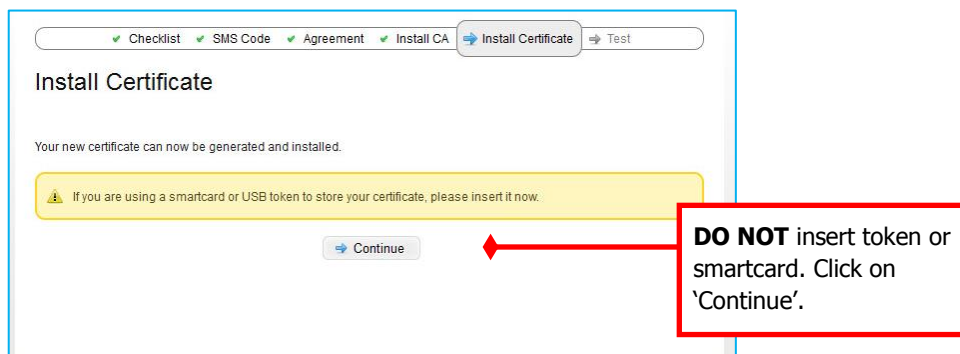 Checklist SMS Code Agreement Install CA Install Certificate Test
Install Certificate
Your new certificate can now be generated and installed.
If you are using a smartcard or USB token to store your certificate, please insert it now.
Continue
DO NOT insert token or
smartcard. Click on
‘Continue’.